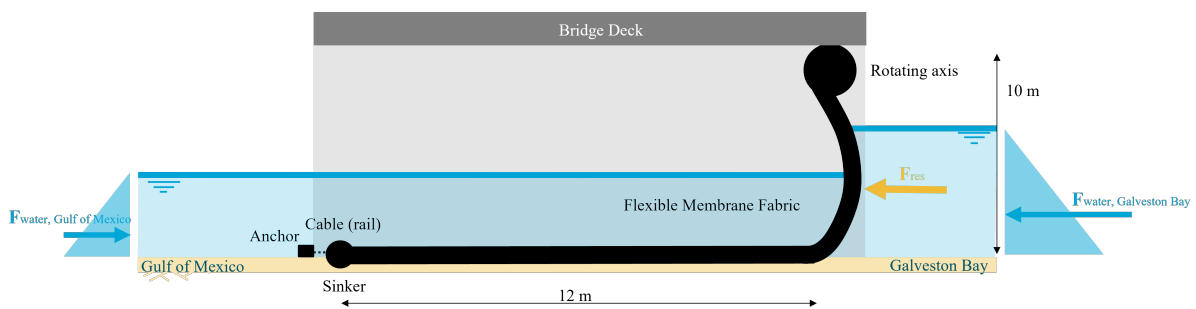 Bridge Deck
Rotating axis
10 m
Fres
Fwater, Gulf of Mexico
Fwater, Galveston Bay
Flexible Membrane Fabric
Cable (rail)
Anchor
Gulf of Mexico
Galveston Bay
Sinker
12 m